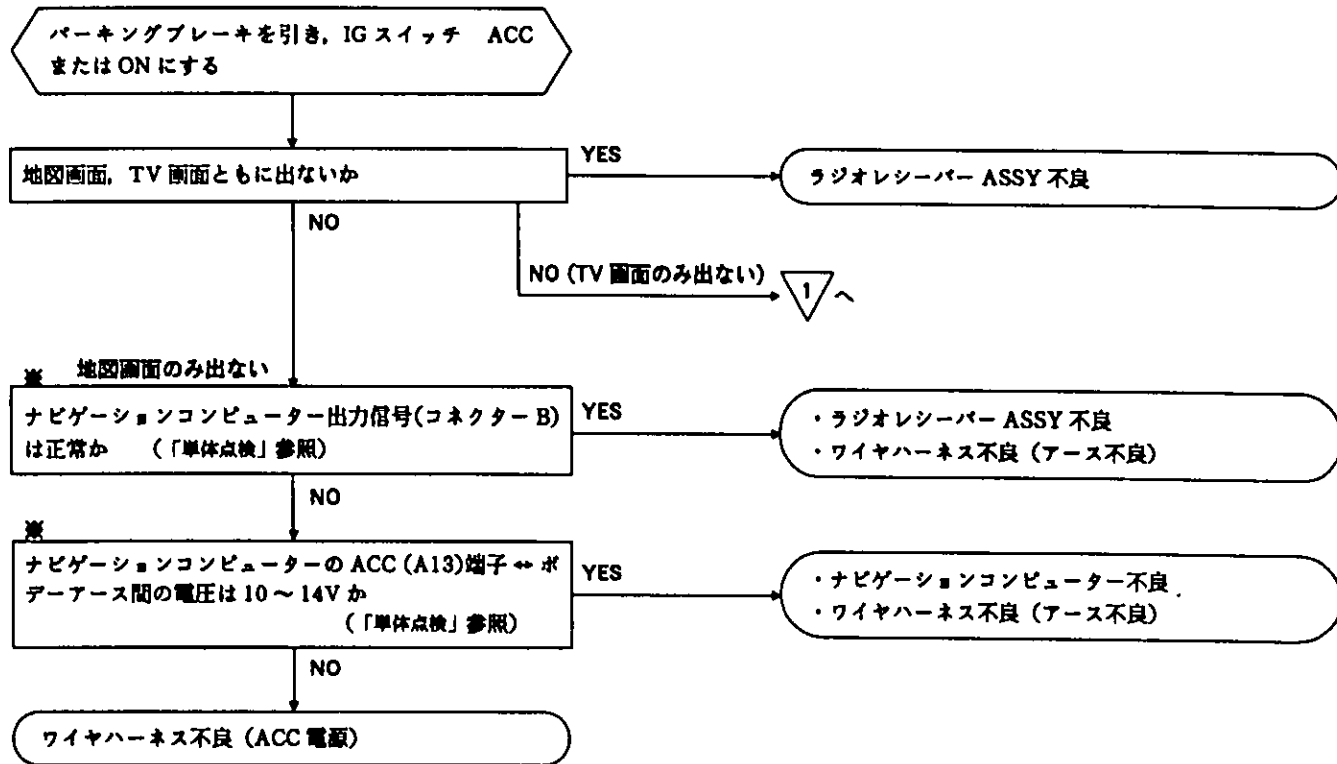 パーキングブレーキを引き，IG スイッチ　ACC
または ON にする
地図画面，TV 画面ともに出ないか
YES
ラジオレシーバー ASSY 不良
NO
NO (TV 画面のみ出ない)
1
へ
※
地図画面のみ出ない
ナビゲーションコンピューター出力信号(コネクター B)
は正常か　（「単体点検」参照）
YES
・ラジオレシーバー ASSY 不良
・ワイヤハーネス不良（アース不良）
NO
※
ナビゲーションコンピューターの ACC (A13)端子 ↔ ボ
デーアース間の電圧は 10 ～ 14V か
（「単体点検」参照）
YES
・ナビゲーションコンピューター不良
・ワイヤハーネス不良（アース不良）
NO
ワイヤハーネス不良（ACC 電源）